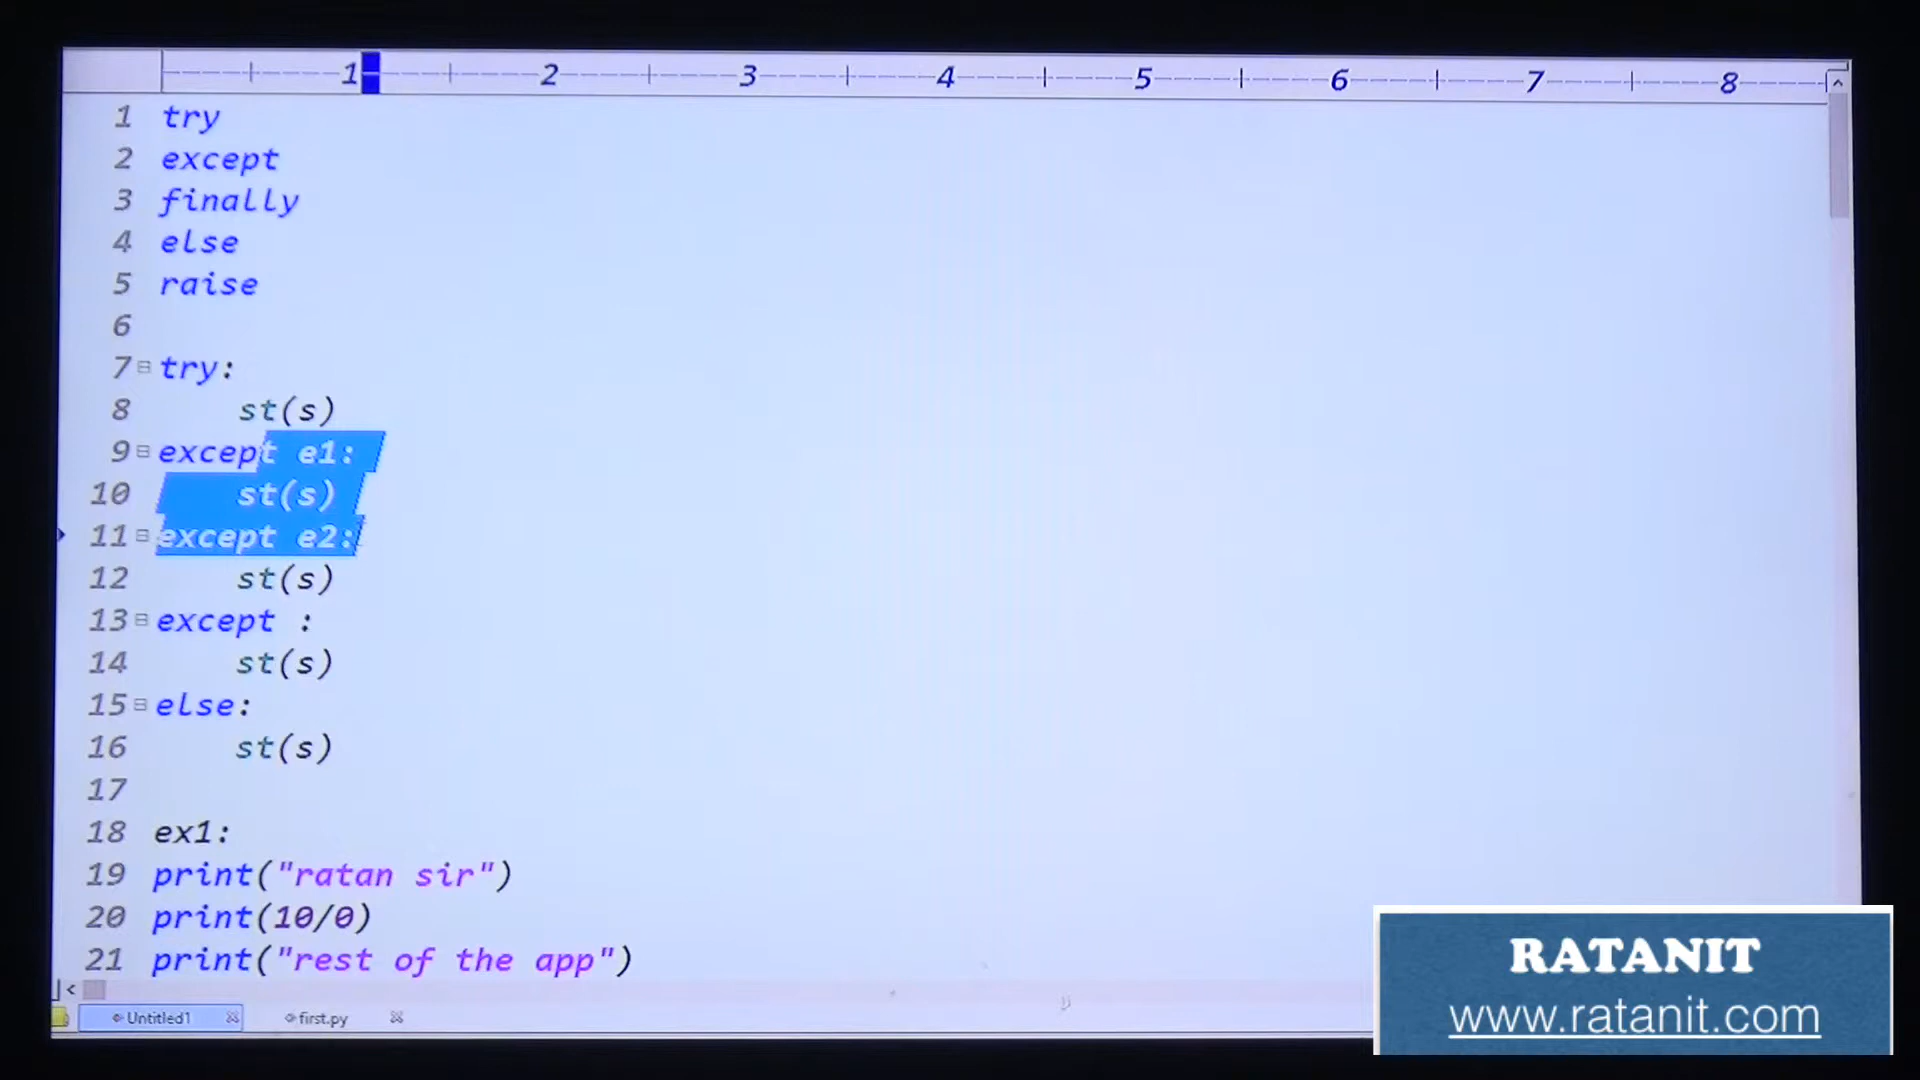 1 2 3 4 5 6 7 8
1 try
2 except
3 finally
4 else
5 raise
6
7 try:
8 st(s)
9 except e1:
10 st(s)
11 except e2:
12 st(s)
13 except :
14 st(s)
15 else:
16 st(s)
17
18 ex1:
19 print("ratan sir")
20 print(10/0)
21 print("rest of the app")
Untitled1 first.py
RATANIT
www.ratanit.com